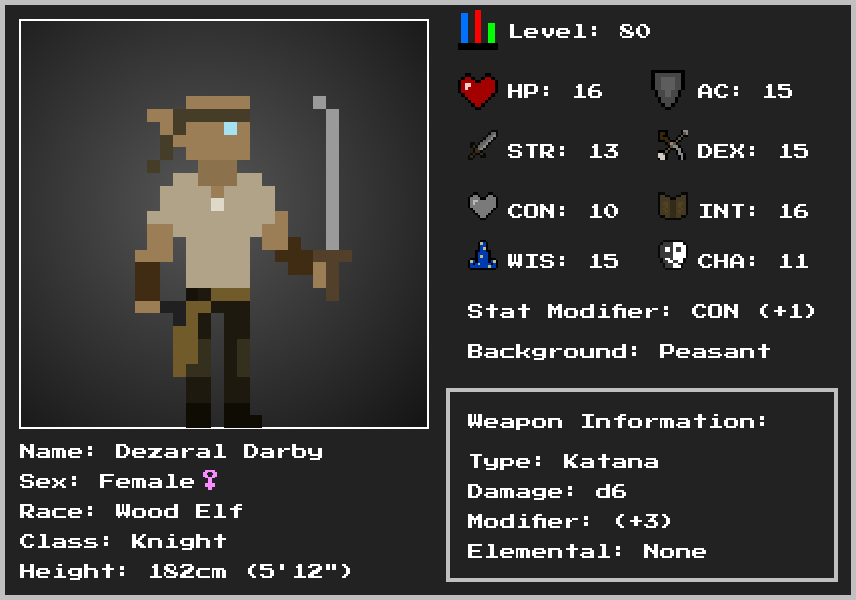 Level: 80
HP: 16
AC: 15
STR: 13
DEX: 15
CON: 10
INT: 16
WIS: 15
CHA: 11
Stat Modifier: CON (+1)
Background: Peasant
Weapon Information:
Type: Katana
Damage: d6
Modifier: (+3)
Elemental: None
Name: Dezaral Darby
Sex: Female♀
Race: Wood Elf
Class: Knight
Height: 182cm (5'12")